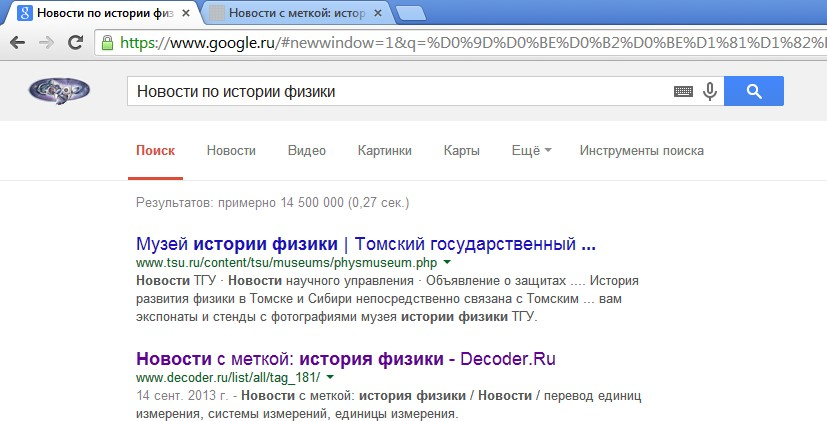 Новости по истории физ
Новости с меткой: истор
https://www.google.ru/#newwindow=1&q=%D0%9D%D0%BE%D0%B2%D0%BE%D1%81%D1%82%
Новости по истории физики
Поиск Новости Видео Картинки Карты Ещё Инструменты поиска
Результатов: примерно 14 500 000 (0,27 сек.)
Музей истории физики | Томский государственный ...
www.tsu.ru/content/tsu/museums/physmuseum.php
Новости ТГУ · Новости научного управления · Объявление о защитах .... История
развития физики в Томске и Сибири непосредственно связана с Томским ... вам
экспонаты и стенды с фотографиями музея истории физики ТГУ.
Новости с меткой: история физики - Decoder.Ru
www.decoder.ru/list/all/tag_181/
14 сент. 2013 г. - Новости с меткой: история физики / Новости / перевод единиц
измерения, системы измерений, единицы измерения.